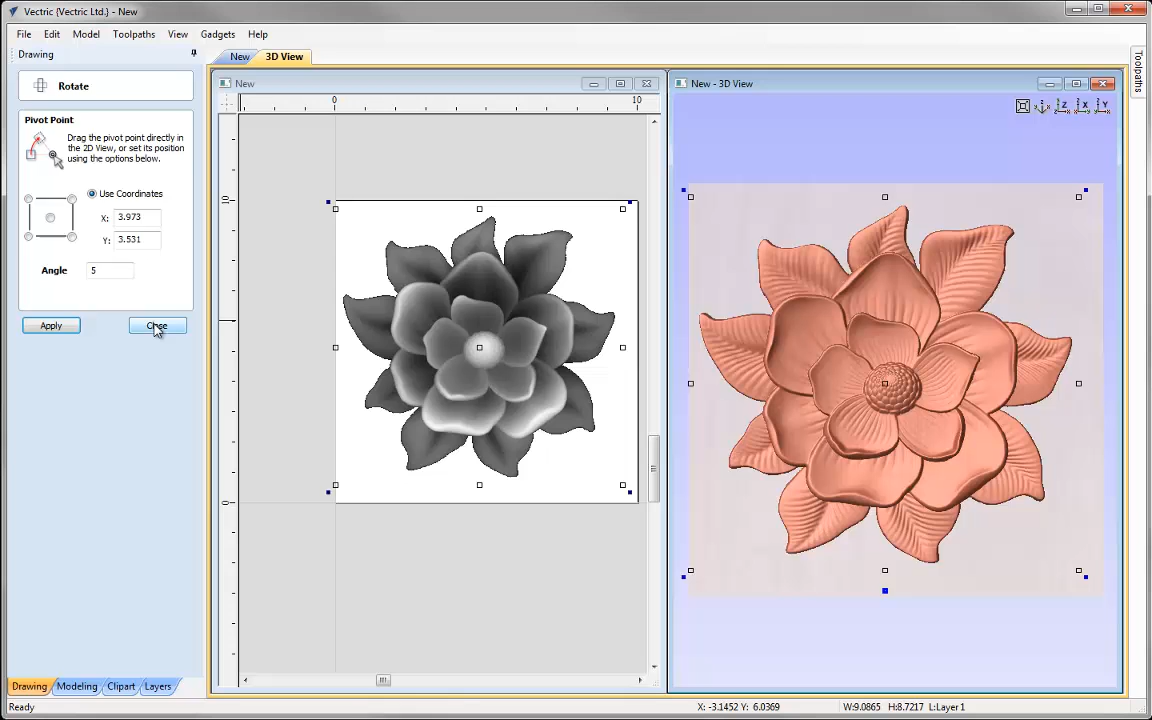 Vectric {Vectric Ltd.} - New
File Edit Model Toolpaths View Gadgets Help
Drawing
New 3D View
Rotate
New
New - 3D View
Toolpaths
0 10
Z X Y
Pivot Point
Drag the pivot point directly in
the 2D View, or set its position
using the options below.
Use Coordinates
X: 3.973
Y: 3.531
Angle 5
Apply Close
10
0
Drawing Modeling Clipart Layers
Ready
X: -3.1452 Y: 6.0369
W:9.0865 H:8.7217 L:Layer 1